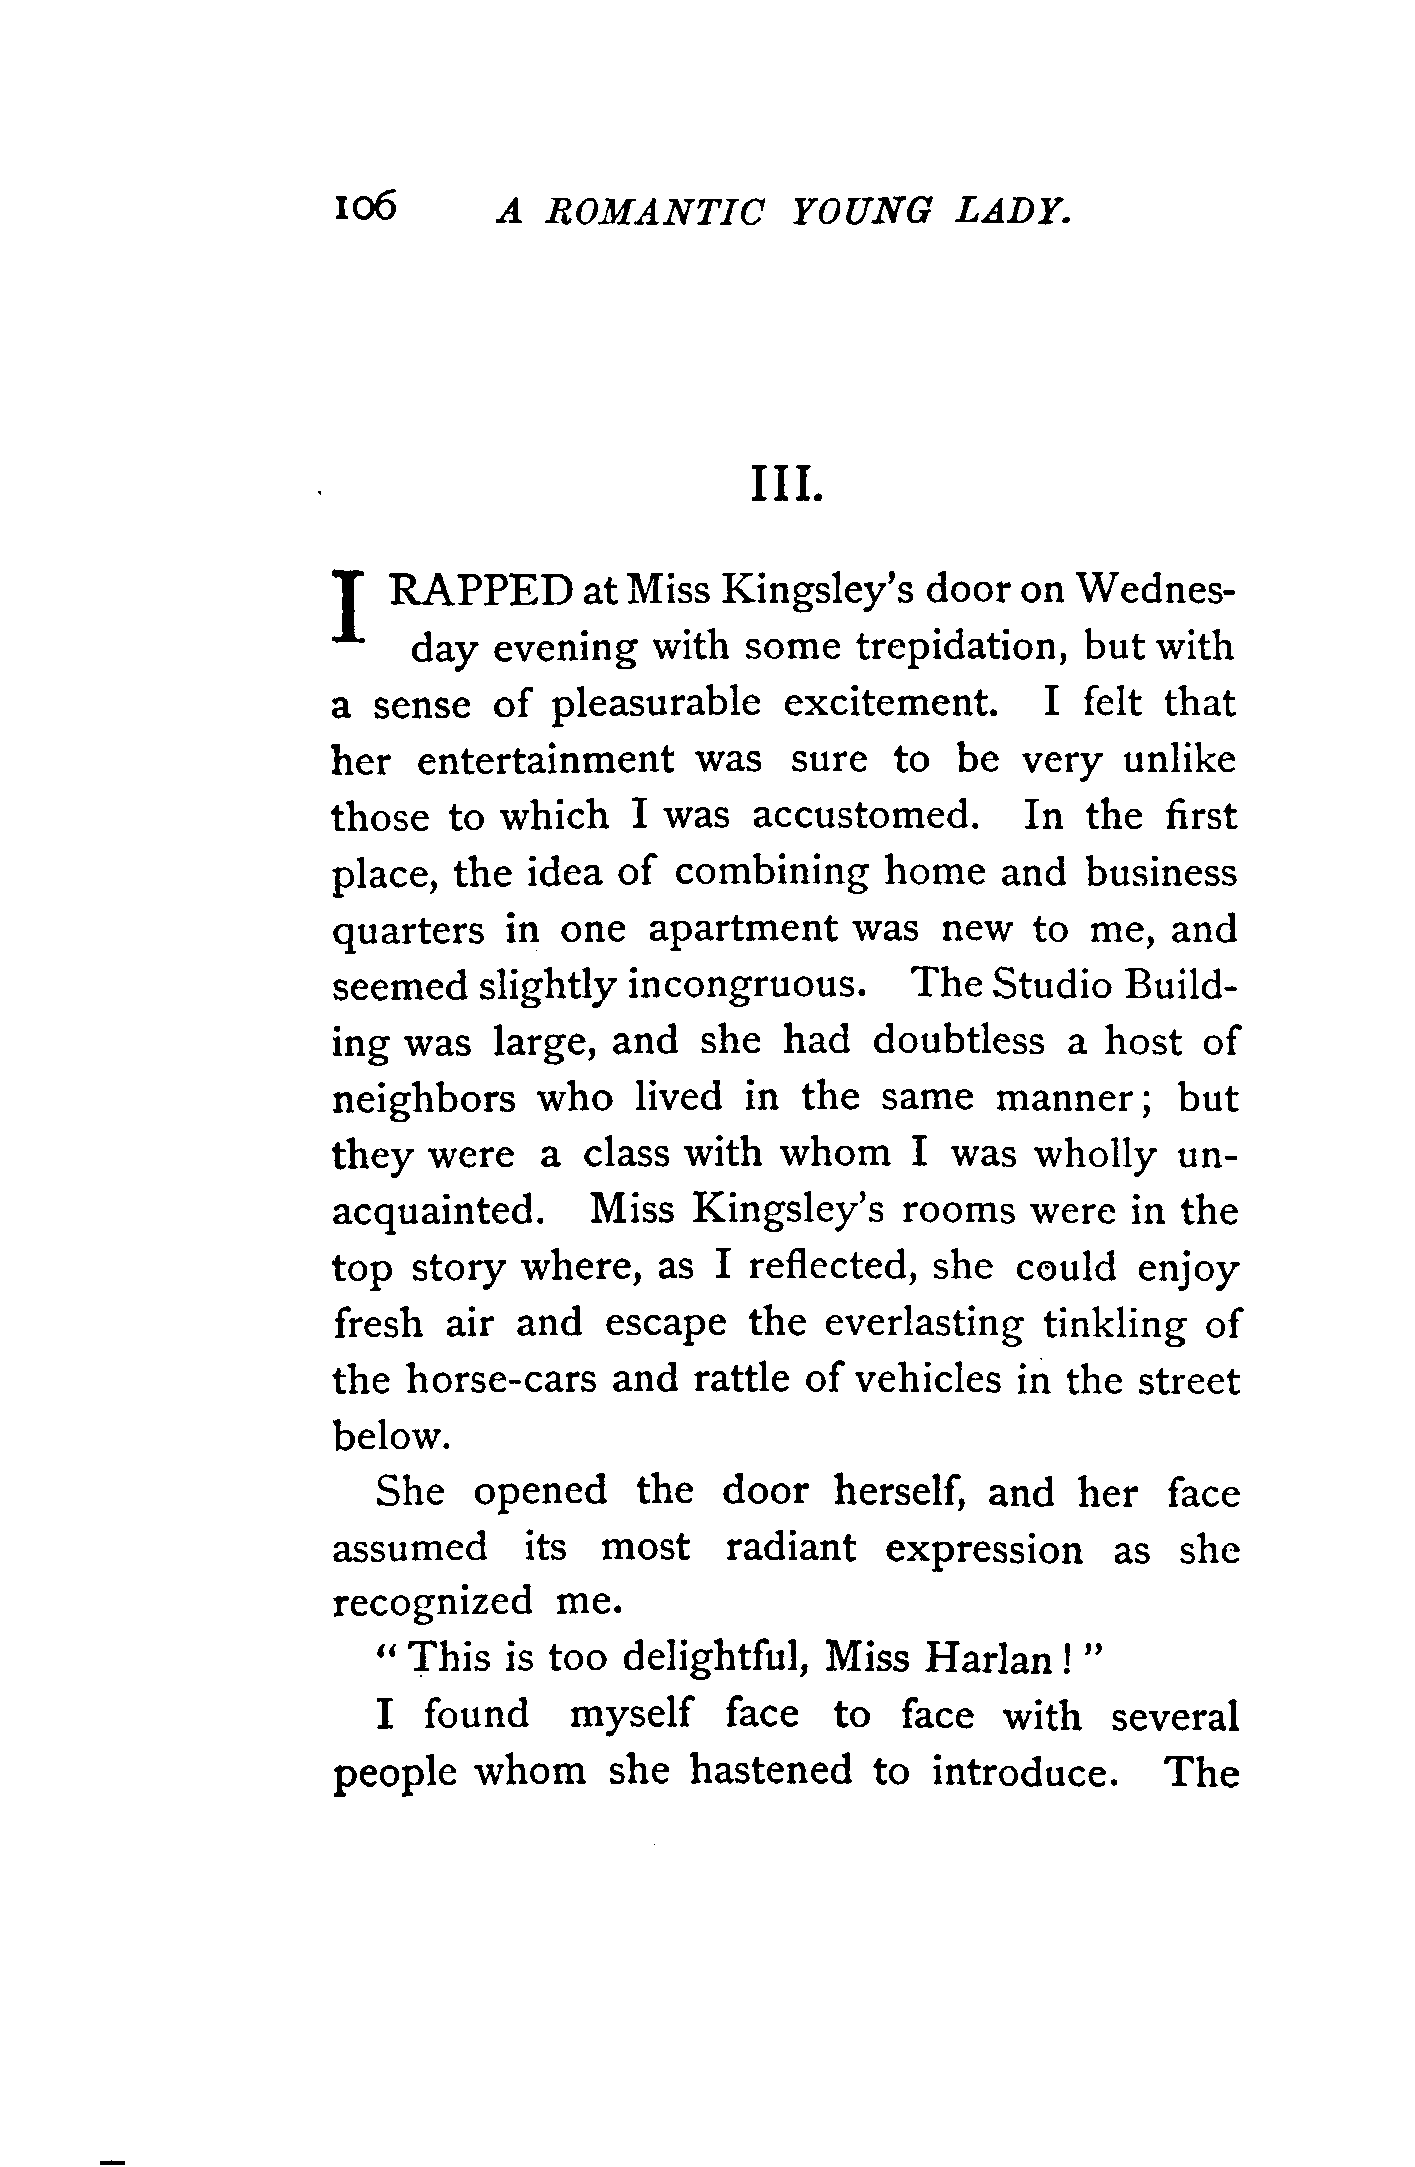 106 A ROMANTIC YOUNG LADY.
III.
I RAPPED at Miss Kingsley's door on Wednes-
day evening with some trepidation, but with
a sense of pleasurable excitement. I felt that
her entertainment was sure to be very unlike
those to which I was accustomed. In the first
place, the idea of combining home and business
quarters in one apartment was new to me, and
seemed slightly incongruous. The Studio Build-
ing was large, and she had doubtless a host of
neighbors who lived in the same manner; but
they were a class with whom I was wholly un-
acquainted. Miss Kingsley's rooms were in the
top story where, as I reflected, she could enjoy
fresh air and escape the everlasting tinkling of
the horse-cars and rattle of vehicles in the street
below.
She opened the door herself, and her face
assumed its most radiant expression as she
recognized me.
"This is too delightful, Miss Harlan!"
I found myself face to face with several
people whom she hastened to introduce. The